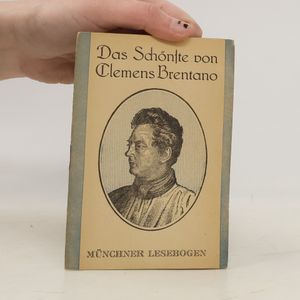 Das Schönste von
Clemens Brentano
MÜNCHNER LESEBOGEN